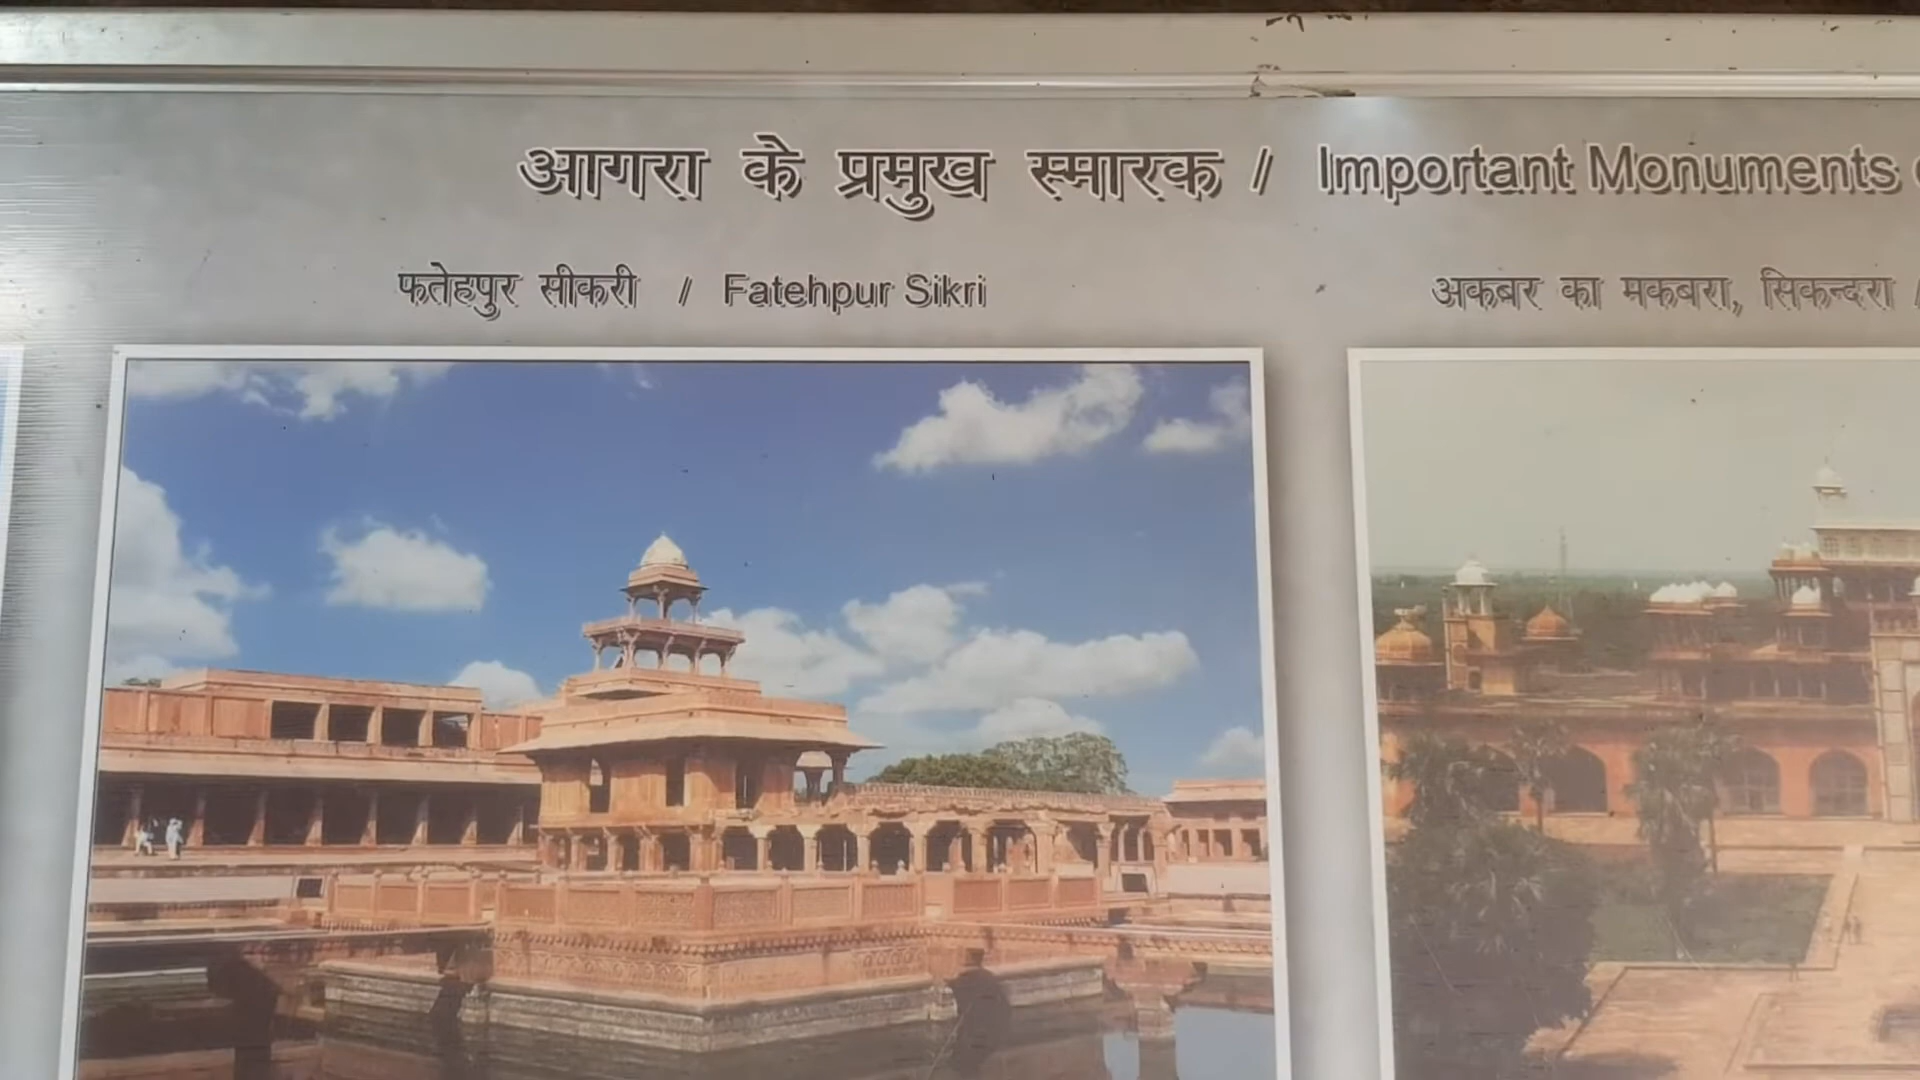 आगरा के प्रमुख स्मारक / Important Monuments
फतेहपुर सीकरी / Fatehpur Sikri
अकबर का मकबरा, सिकन्दरा /